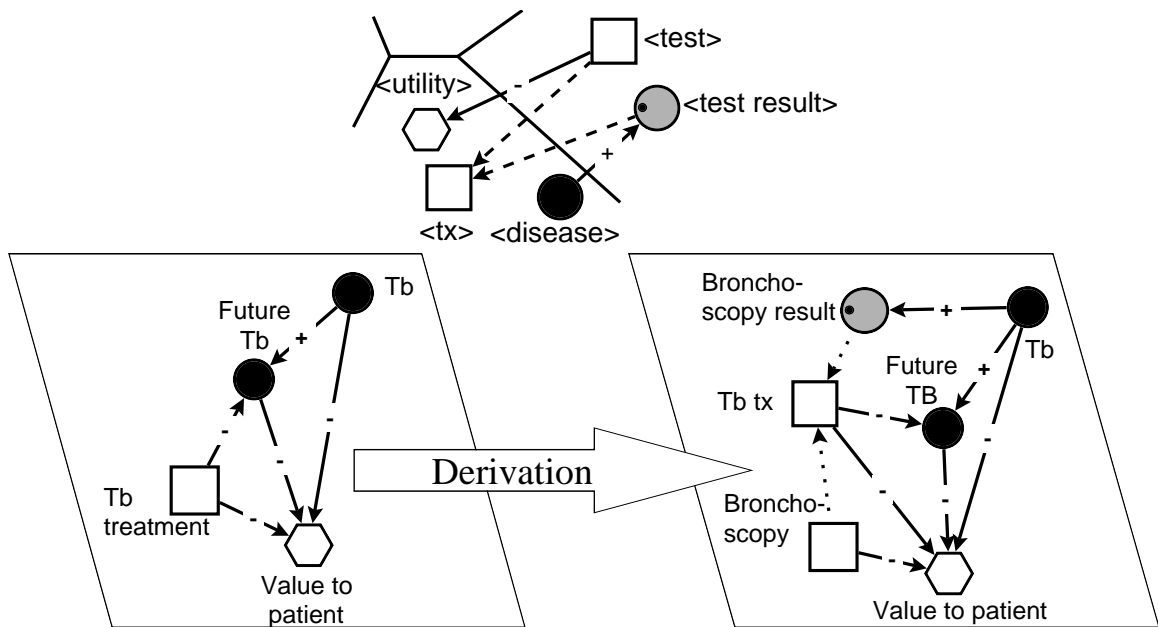 <test>
<utility>
<test result>
+
-
<tx>
<disease>
Tb
Future
Tb
+
-
-
-
-
Tb
treatment
Value to
patient
Derivation
Broncho-
scopy result
+
Tb
Future
TB
+
Tb tx
-
-
-
-
Broncho-
scopy
-
Value to patient